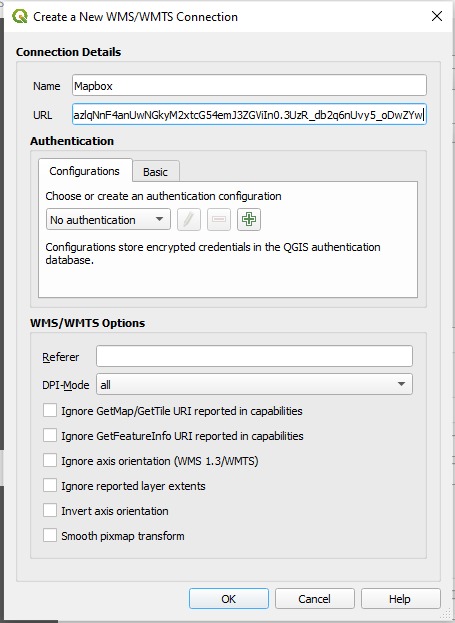 Create a New WMS/WMTS Connection
Connection Details
Name Mapbox
URL azlqNnF4anUwNGkyM2xtcG54emJ3ZGViIn0.3UzR_db2q6nUvy5_oDwZYw
Authentication
Configurations Basic
Choose or create an authentication configuration
No authentication
Configurations store encrypted credentials in the QGIS authentication
database.
WMS/WMTS Options
Referer
DPI-Mode all
Ignore GetMap/GetTile URI reported in capabilities
Ignore GetFeatureInfo URI reported in capabilities
Ignore axis orientation (WMS 1.3/WMTS)
Ignore reported layer extents
Invert axis orientation
Smooth pixmap transform
OK Cancel Help